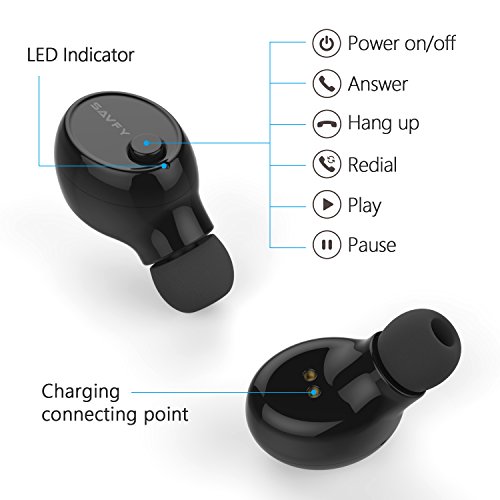 LED Indicator
Power on/off
Answer
Hang up
Redial
Play
Pause
SAVFY
Charging
connecting point